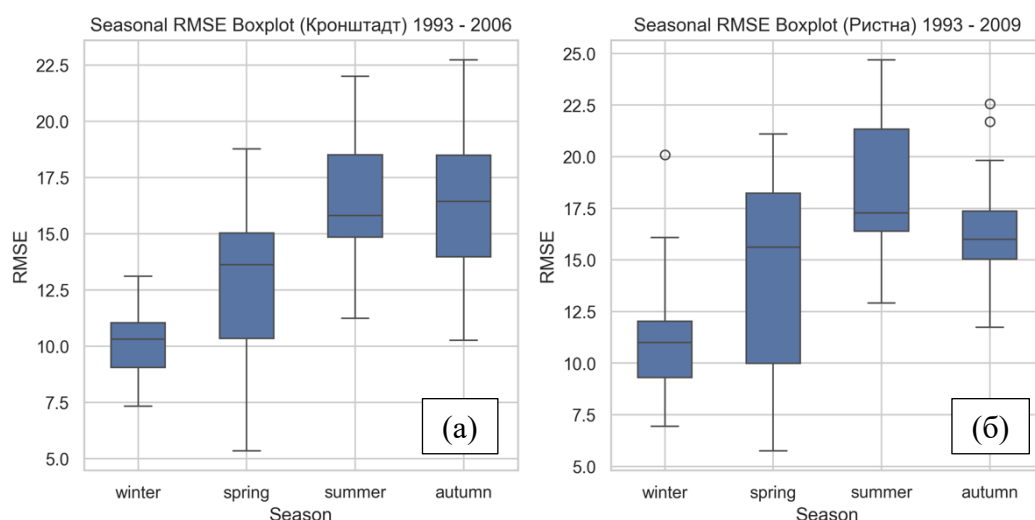 Seasonal RMSE Boxplot (Кронштадт) 1993 - 2006
RMSE
22.5
20.0
17.5
15.0
12.5
10.0
7.5
5.0
(а)
winter spring summer autumn
Season
Seasonal RMSE Boxplot (Ристна) 1993 - 2009
RMSE
25.0
22.5
20.0
17.5
15.0
12.5
10.0
7.5
5.0
(б)
winter spring summer autumn
Season